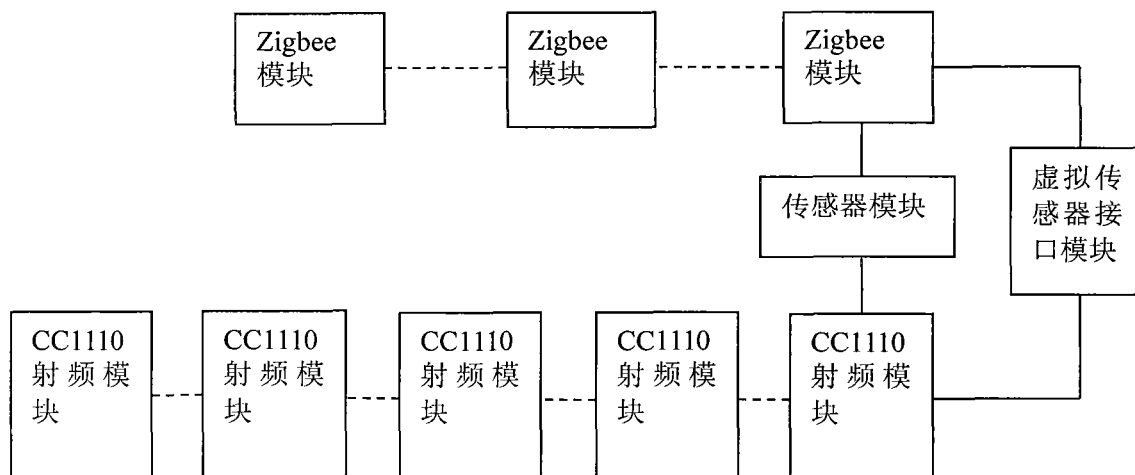 Zigbee
模块
Zigbee
模块
Zigbee
模块
传感器模块
虚拟传
感器接
口模块
CC1110
射频模
块
CC1110
射频模
块
CC1110
射频模
块
CC1110
射频模
块
CC1110
射频模
块